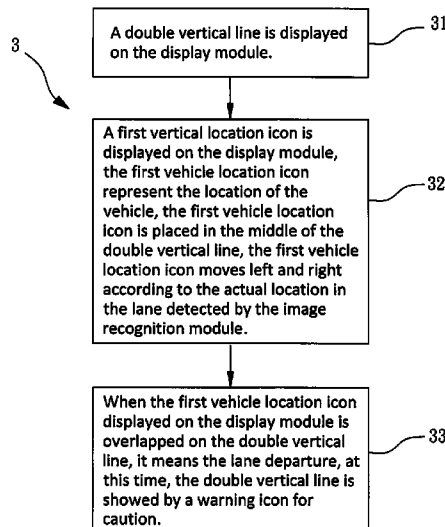 A double vertical line is displayed
on the display module.
31
3
A first vertical location icon is
displayed on the display module,
the first vehicle location icon
represent the location of the
vehicle, the first vehicle location
icon is placed in the middle of the
double vertical line, the first vehicle
location icon moves left and right
according to the actual location in
the lane detected by the image
recognition module.
32
When the first vehicle location icon
displayed on the display module is
overlapped on the double vertical
line, it means the lane departure, at
this time, the double vertical line is
showed by a warning icon for
caution.
33